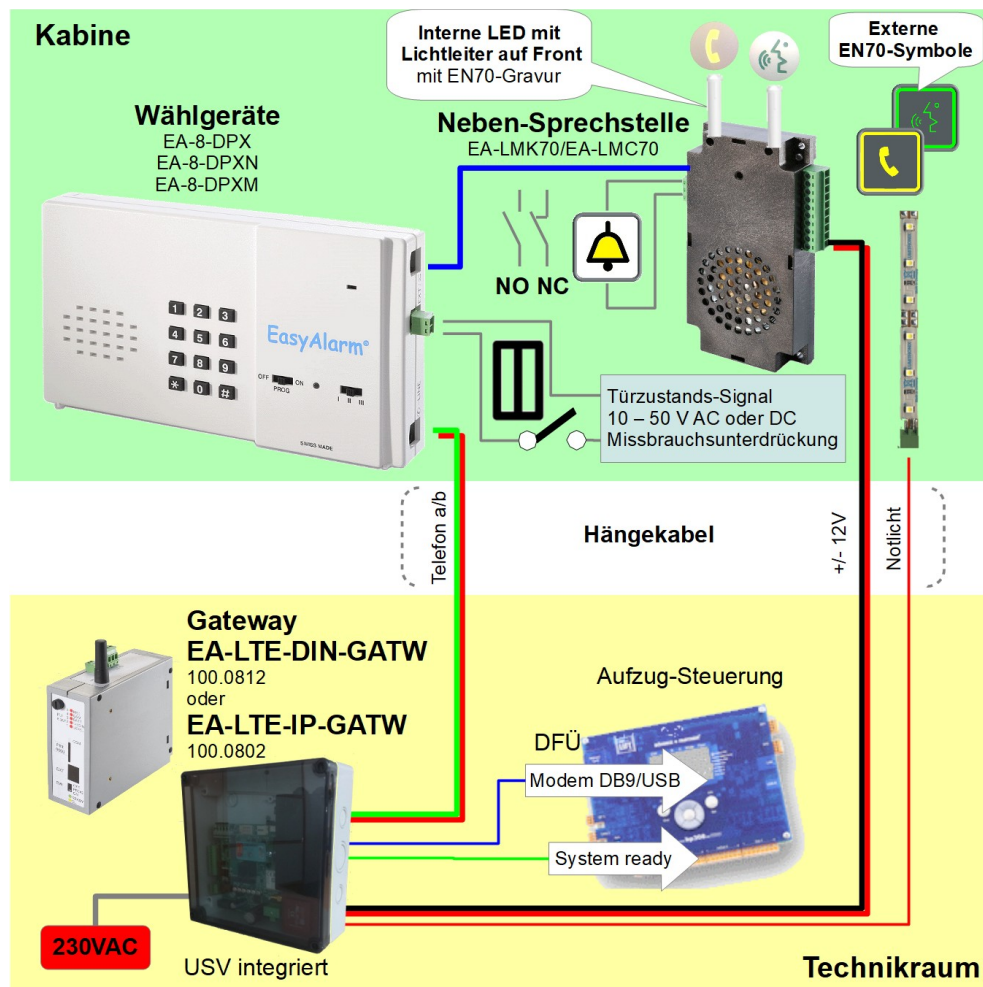 Kabine
Interne LED mit
Lichtleiter auf Front
mit EN70-Gravur
Externe
EN70-Symbole
Wählgeräte
EA-8-DPX
EA-8-DPXN
EA-8-DPXM
Neben-Sprechstelle
EA-LMK70/EA-LMC70
NO NC
1 2 3
4 5 6
7 8 9
* 0 #
EasyAlarm®
OFF ON
PROG
I II III
SWISS MADE
Türzustands-Signal
10 – 50 V AC oder DC
Missbrauchsunterdrückung
Telefon a/b
Hängekabel
+/- 12V
Notlicht
Gateway
EA-LTE-DIN-GATW
100.0812
oder
EA-LTE-IP-GATW
100.0802
Aufzug-Steuerung
DFÜ
Modem DB9/USB
System ready
230VAC
USV integriert
Technikraum